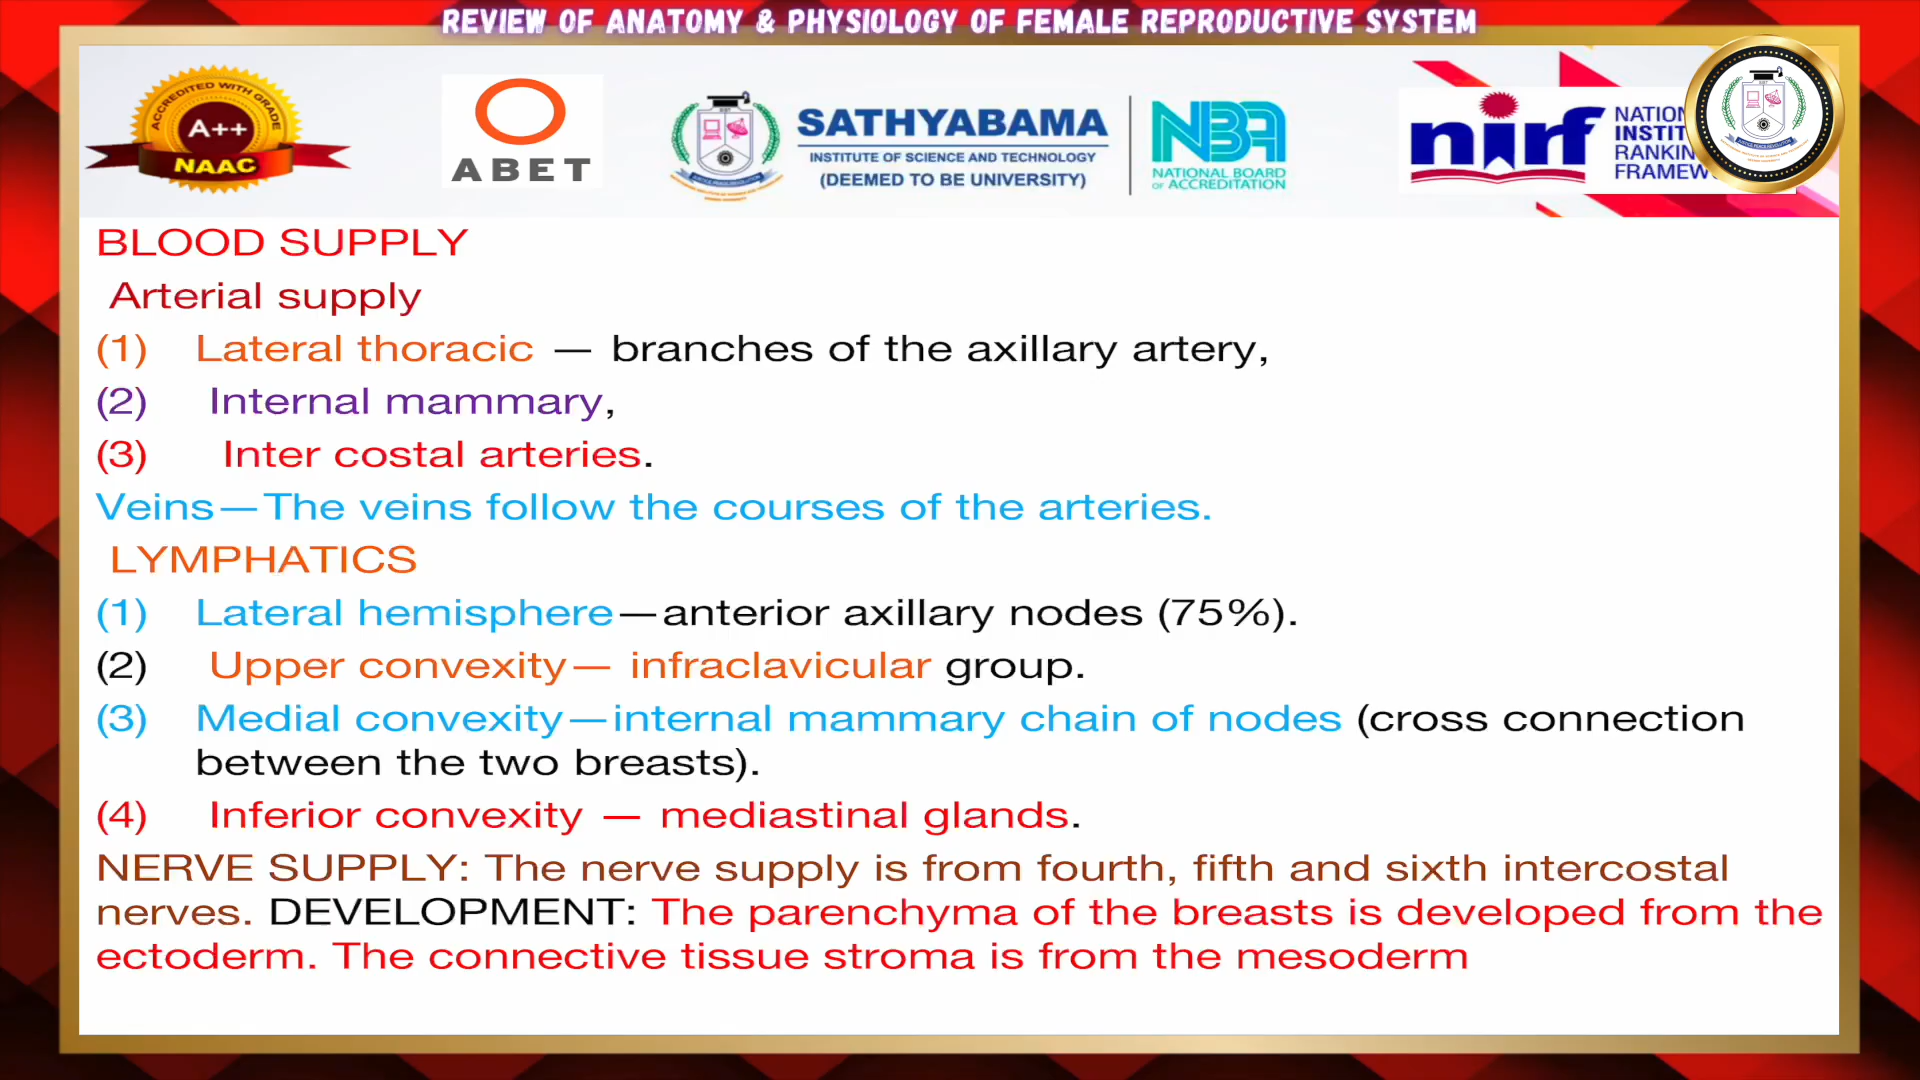 REVIEW OF ANATOMY & PHYSIOLOGY OF FEMALE REPRODUCTIVE SYSTEM
ACCREDITED WITH GRADE
A++
NAAC
ABET
SATHYABAMA
INSTITUTE OF SCIENCE AND TECHNOLOGY
(DEEMED TO BE UNIVERSITY)
NBA
NATIONAL BOARD
OF ACCREDITATION
nirf
NATION
INSTIT
RANKIN
FRAMEW
BLOOD SUPPLY
Arterial supply
(1) Lateral thoracic — branches of the axillary artery,
(2) Internal mammary,
(3) Inter costal arteries.
Veins—The veins follow the courses of the arteries.
LYMPHATICS
(1) Lateral hemisphere—anterior axillary nodes (75%).
(2) Upper convexity— infraclavicular group.
(3) Medial convexity—internal mammary chain of nodes (cross connection
between the two breasts).
(4) Inferior convexity — mediastinal glands.
NERVE SUPPLY: The nerve supply is from fourth, fifth and sixth intercostal
nerves. DEVELOPMENT: The parenchyma of the breasts is developed from the
ectoderm. The connective tissue stroma is from the mesoderm